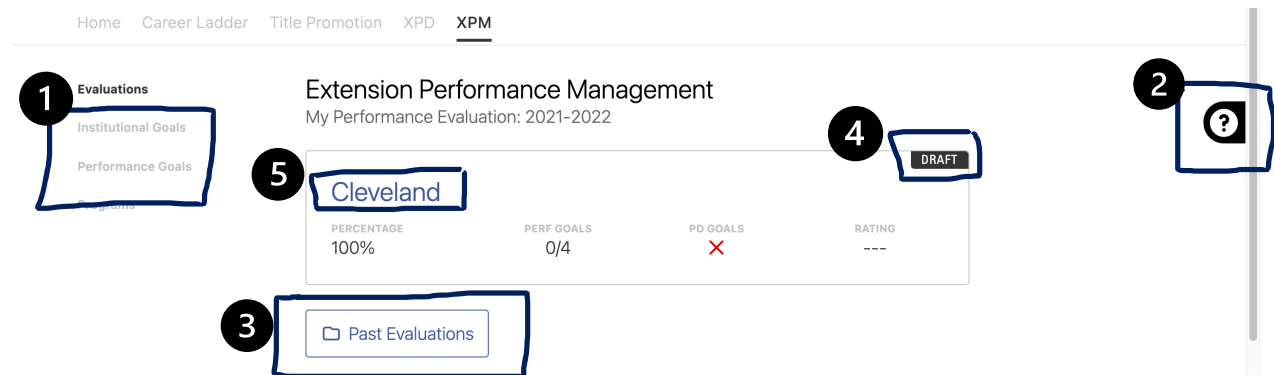 Home Career Ladder Title Promotion XPD XPM
1
Evaluations
Institutional Goals
Performance Goals
Programs
Extension Performance Management
My Performance Evaluation: 2021-2022
2
?
4
DRAFT
5
Cleveland
PERCENTAGE PERF GOALS PD GOALS RATING
100% 0/4 ---
3
Past Evaluations